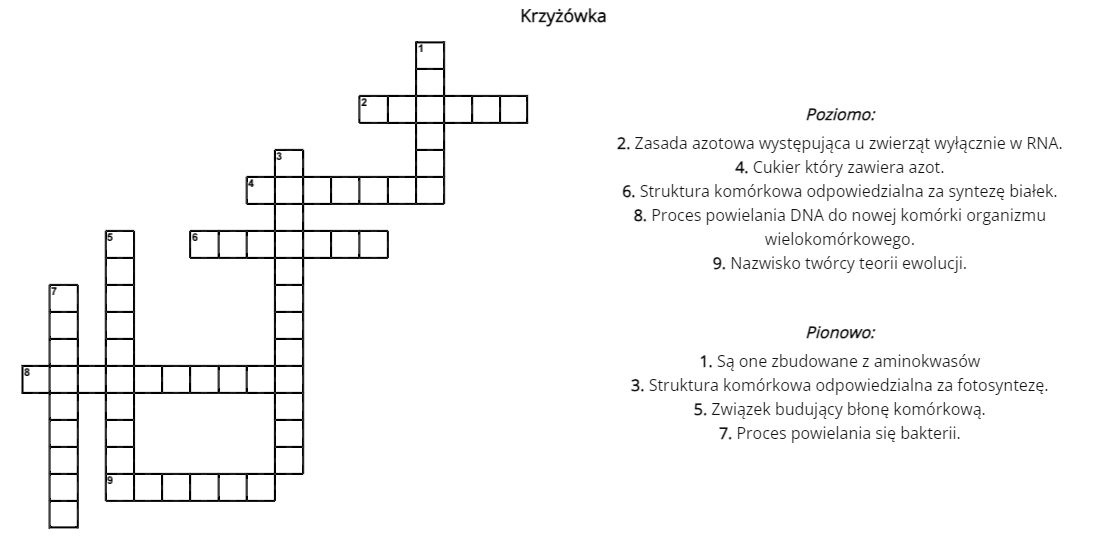 Krzyżówka
1
2
3
4
5
6
7
8
9
Poziomo:
2. Zasada azotowa występująca u zwierząt wyłącznie w RNA.
4. Cukier który zawiera azot.
6. Struktura komórkowa odpowiedzialna za syntezę białek.
8. Proces powielania DNA do nowej komórki organizmu
wielokomórkowego.
9. Nazwisko twórcy teorii ewolucji.
Pionowo:
1. Są one zbudowane z aminokwasów
3. Struktura komórkowa odpowiedzialna za fotosyntezę.
5. Związek budujący błonę komórkową.
7. Proces powielania się bakterii.